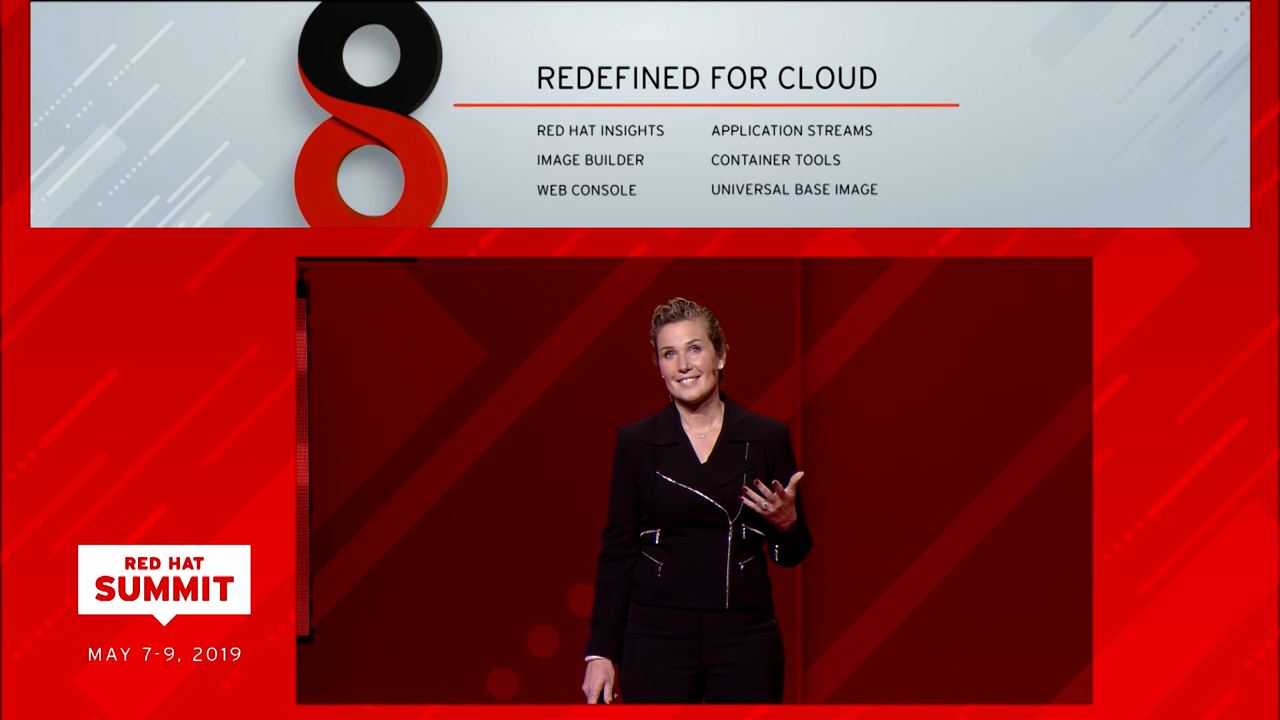 8
REDEFINED FOR CLOUD
RED HAT INSIGHTS
IMAGE BUILDER
WEB CONSOLE
APPLICATION STREAMS
CONTAINER TOOLS
UNIVERSAL BASE IMAGE
RED HAT
SUMMIT
MAY 7-9, 2019